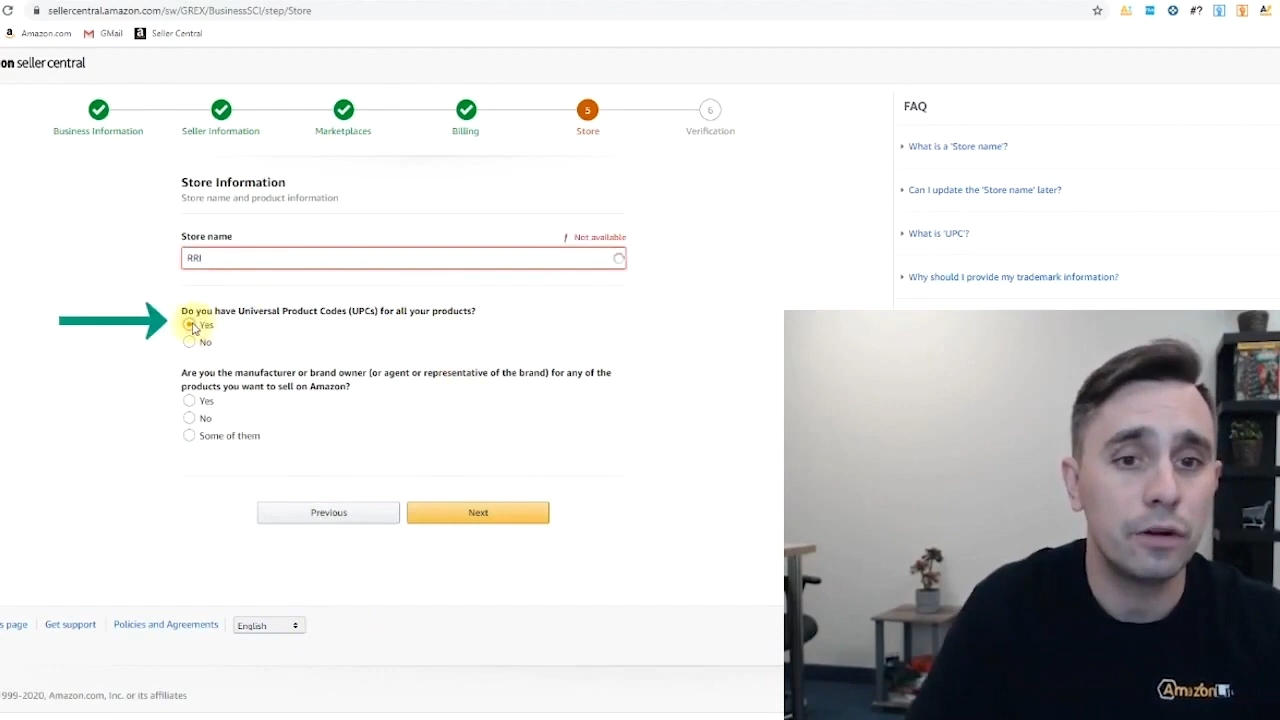 sellercentral.amazon.com/sw/GREX/BusinessSCI/step/Store
#?
Amazon.com
GMail
Seller Central
on seller central
5
6
Business Information
Seller Information
Marketplaces
Billing
Store
Verification
Store Information
Store name and product information
Store name
Not available
RRI
Do you have Universal Product Codes (UPCs) for all your products?
Yes
No
Are you the manufacturer or brand owner (or agent or representative of the brand) for any of the
products you want to sell on Amazon?
Yes
No
Some of them
Previous
Next
FAQ
What is a 'Store name'?
Can I update the 'Store name' later?
What is 'UPC'?
Why should I provide my trademark information?
s page
Get support
Policies and Agreements
English
1999-2020, Amazon.com, Inc. or its affiliates